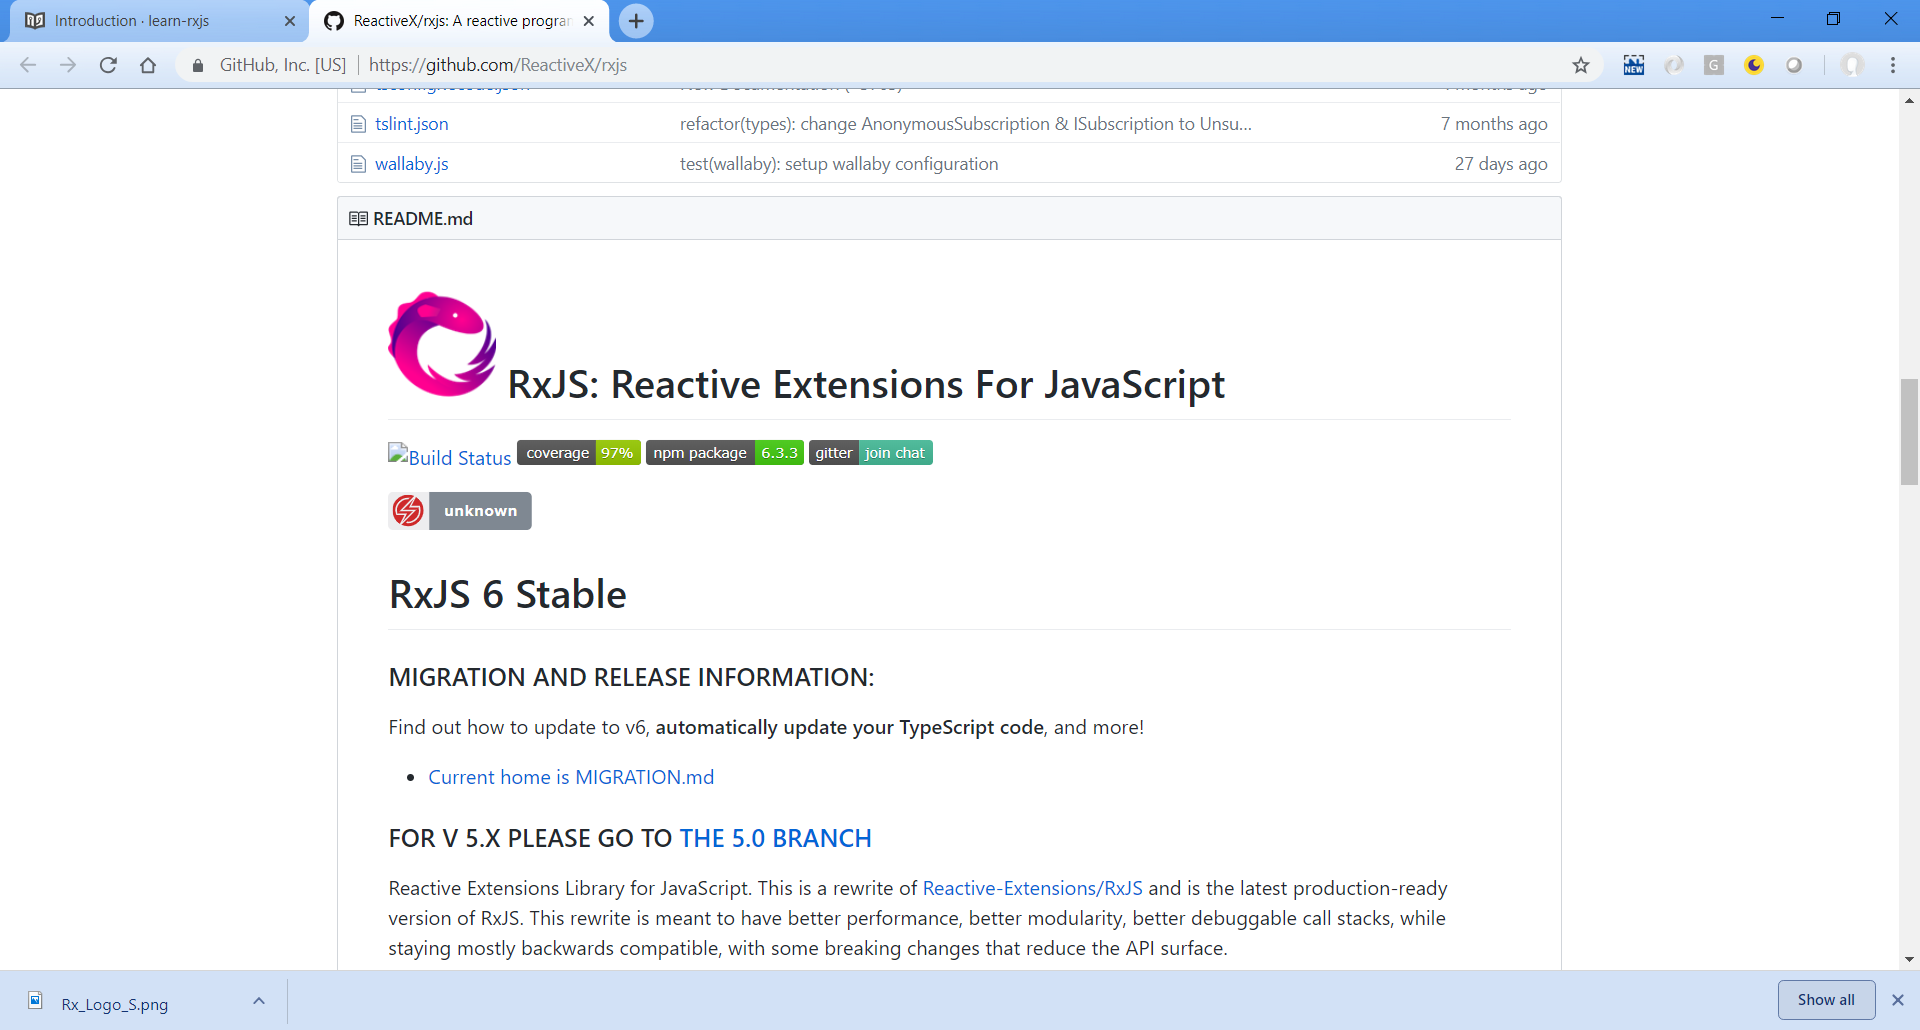 Introduction · learn-rxjs
ReactiveX/rxjs: A reactive progra
GitHub, Inc. [US] | https://github.com/ReactiveX/rxjs
NEW
G
tslint.json refactor(types): change AnonymousSubscription & ISubscription to Unsu... 7 months ago
wallaby.js test(wallaby): setup wallaby configuration 27 days ago
README.md
RxJS: Reactive Extensions For JavaScript
Build Status coverage 97% npm package 6.3.3 gitter join chat
unknown
RxJS 6 Stable
MIGRATION AND RELEASE INFORMATION:
Find out how to update to v6, automatically update your TypeScript code, and more!
• Current home is MIGRATION.md
FOR V 5.X PLEASE GO TO THE 5.0 BRANCH
Reactive Extensions Library for JavaScript. This is a rewrite of Reactive-Extensions/RxJS and is the latest production-ready
version of RxJS. This rewrite is meant to have better performance, better modularity, better debuggable call stacks, while
staying mostly backwards compatible, with some breaking changes that reduce the API surface.
Rx_Logo_S.png
Show all